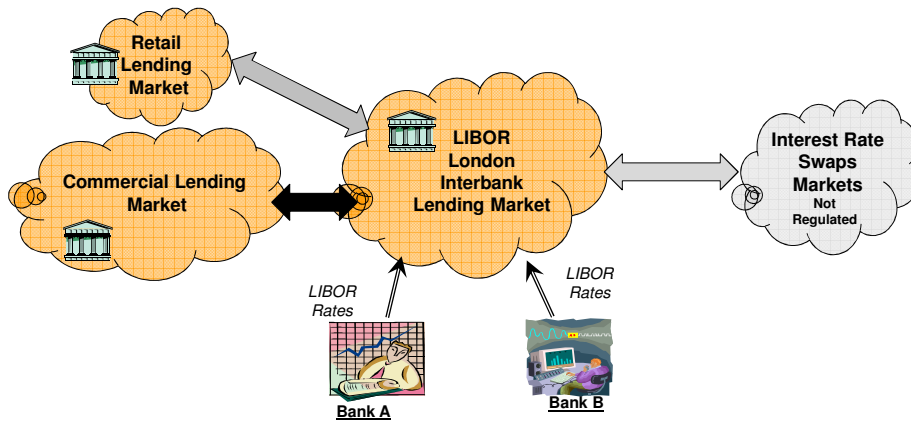 Retail
Lending
Market
Commercial Lending
Market
LIBOR
London
Interbank
Lending Market
Interest Rate
Swaps
Markets
Not
Regulated
LIBOR
Rates
Bank A
LIBOR
Rates
Bank B